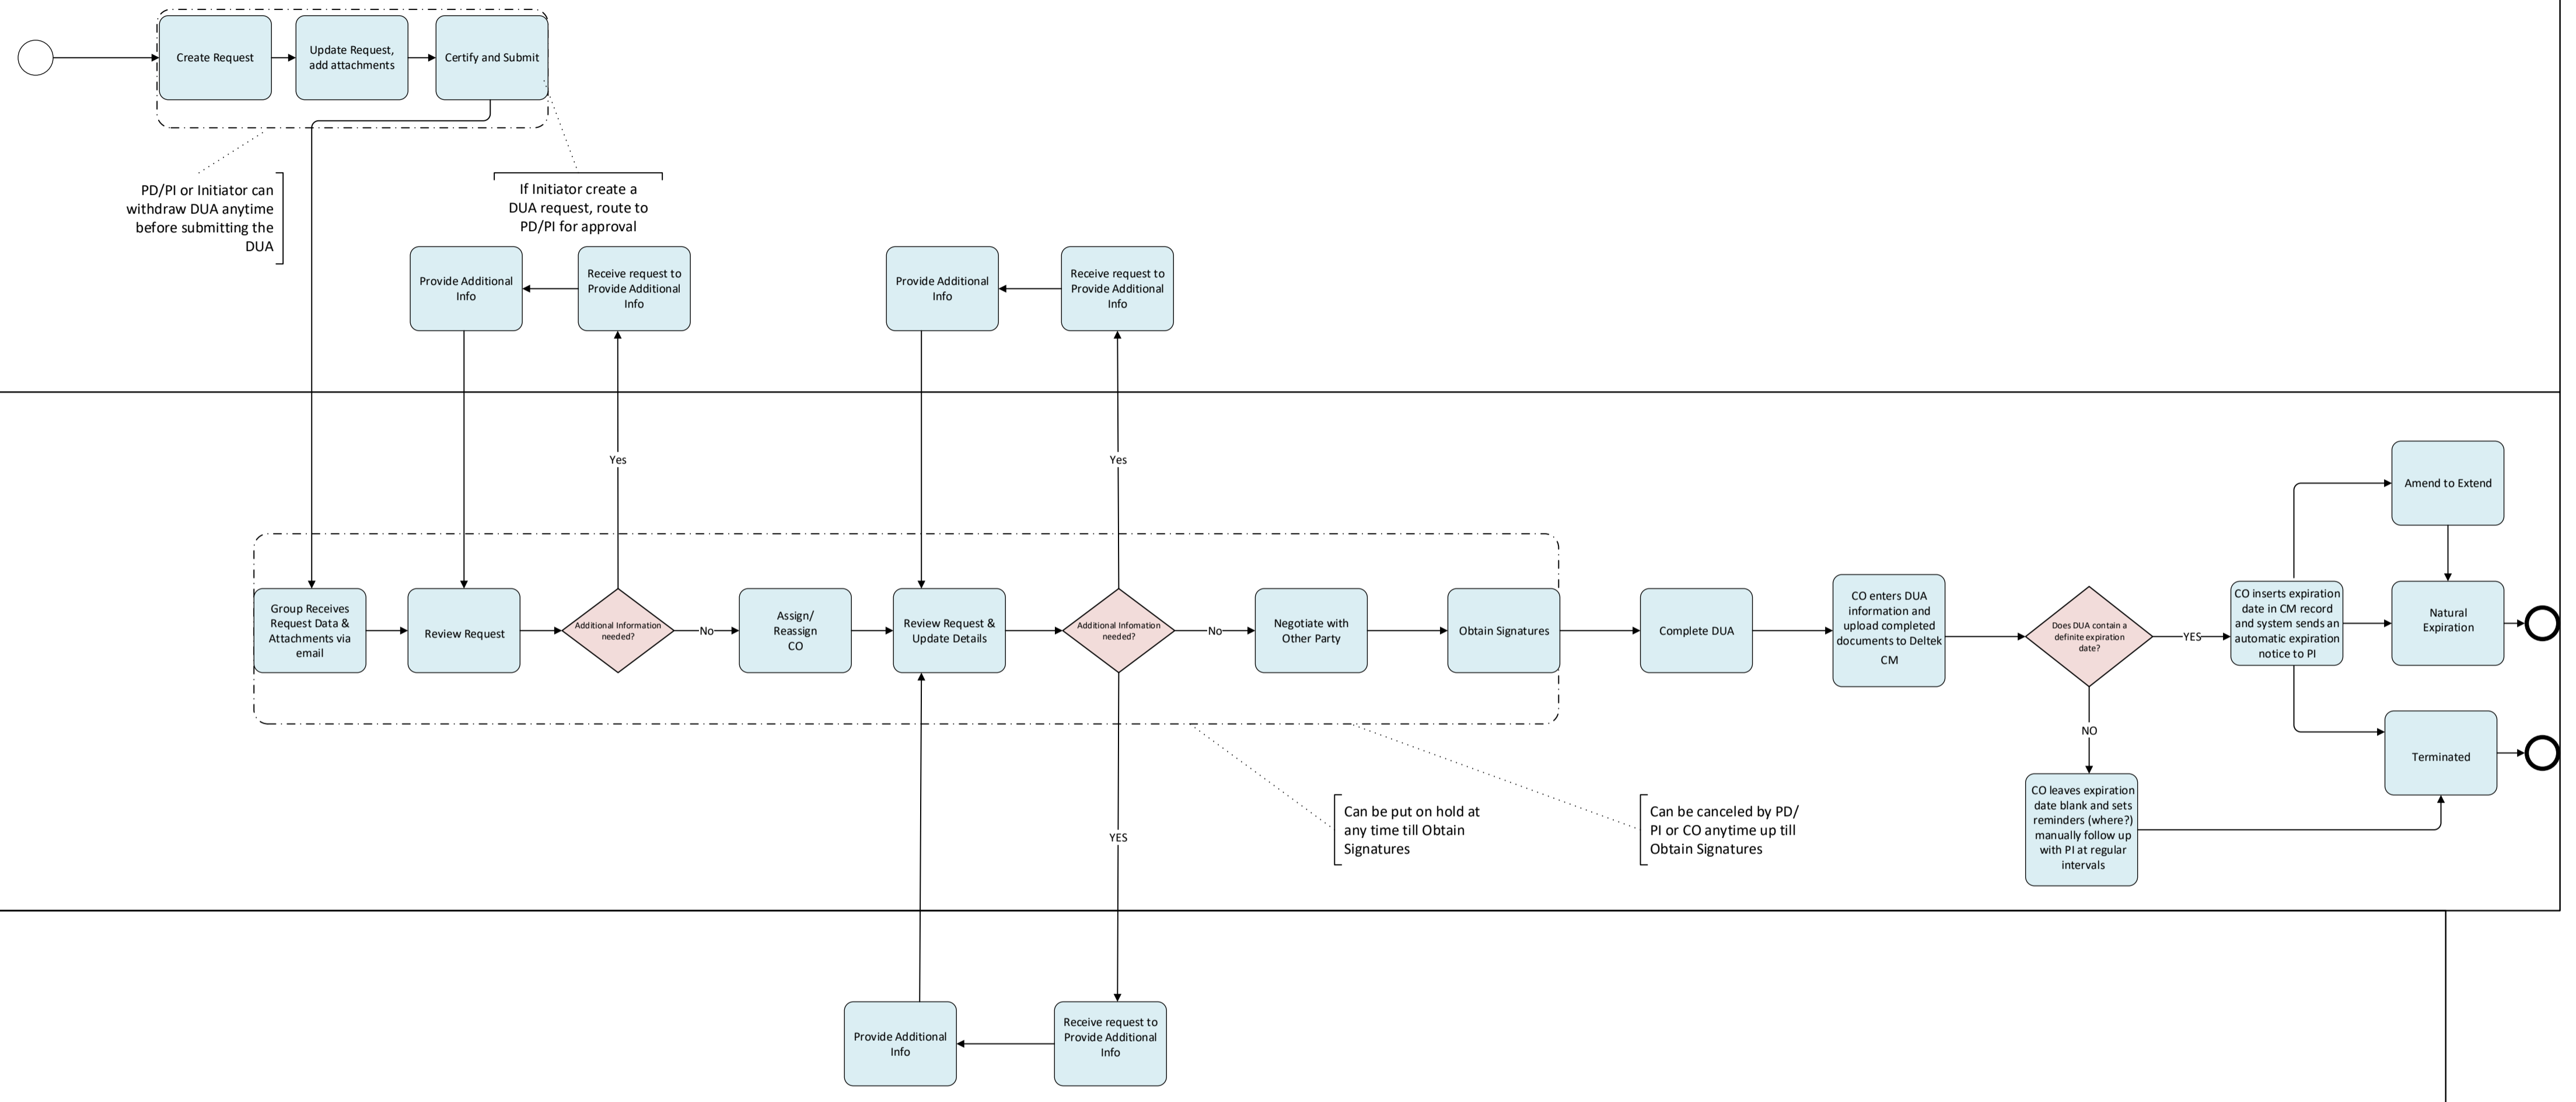 Create Request
Update Request,
add attachments
Certify and Submit
PD/PI or Initiator can
withdraw DUA anytime
before submitting the
DUA
If Initiator create a
DUA request, route to
PD/PI for approval
Provide Additional
Info
Receive request to
Provide Additional
Info
Provide Additional
Info
Receive request to
Provide Additional
Info
Yes
Yes
Group Receives
Request Data &
Attachments via
email
Review Request
Additional Information
needed?
No
Assign/
Reassign
CO
Review Request &
Update Details
Additional Information
needed?
No
Negotiate with
Other Party
Obtain Signatures
Complete DUA
CO enters DUA
information and
upload completed
documents to Deltek
CM
Does DUA contain a
definite expiration
date?
YES
CO inserts expiration
date in CM record
and system sends an
automatic expiration
notice to PI
Amend to Extend
Natural
Expiration
Terminated
NO
CO leaves expiration
date blank and sets
reminders (where?)
manually follow up
with PI at regular
intervals
Can be put on hold at
any time till Obtain
Signatures
Can be canceled by PD/
PI or CO anytime up till
Obtain Signatures
YES
Provide Additional
Info
Receive request to
Provide Additional
Info